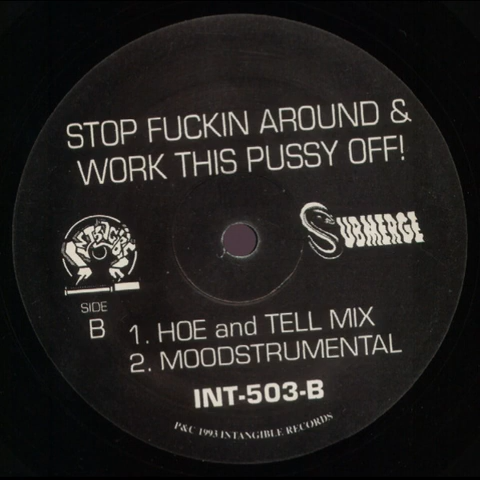 STOP FUCKIN AROUND &
WORK THIS PUSSY OFF!
INTANGIBLE
SUBMERGE
SIDE
B
1. HOE and TELL MIX
2. MOODSTRUMENTAL
INT-503-B
P&C 1993 INTANGIBLE RECORDS